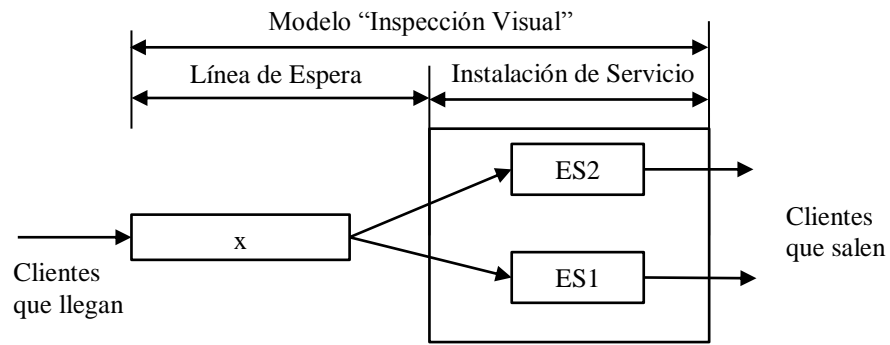 Modelo “Inspección Visual”
Línea de Espera
Instalación de Servicio
ES2
x
ES1
Clientes
que llegan
Clientes
que salen